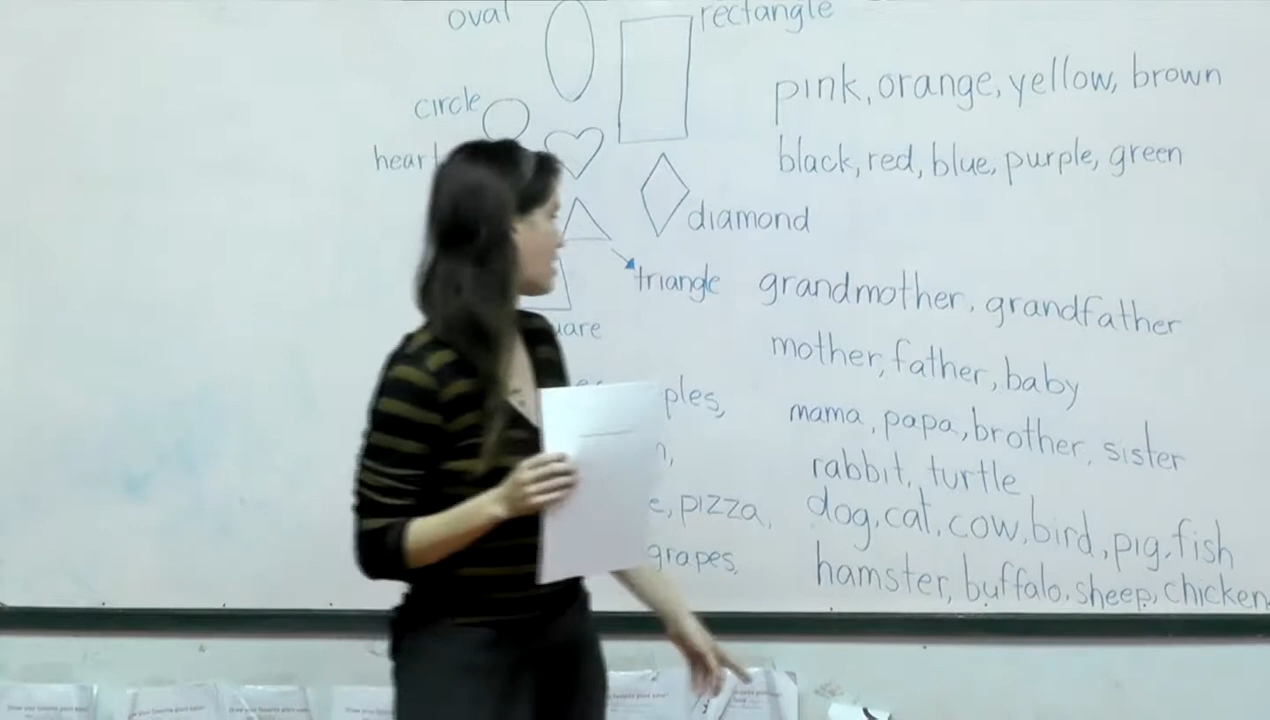 oval
rectangle
circle
heart
diamond
triangle
pink, orange, yellow, brown
black, red, blue, purple, green
grandmother, grandfather
mother, father, baby
mama, papa, brother, sister
rabbit, turtle
pizza,
dog, cat, cow, bird, pig, fish
grapes,
hamster, buffalo, sheep, chicken